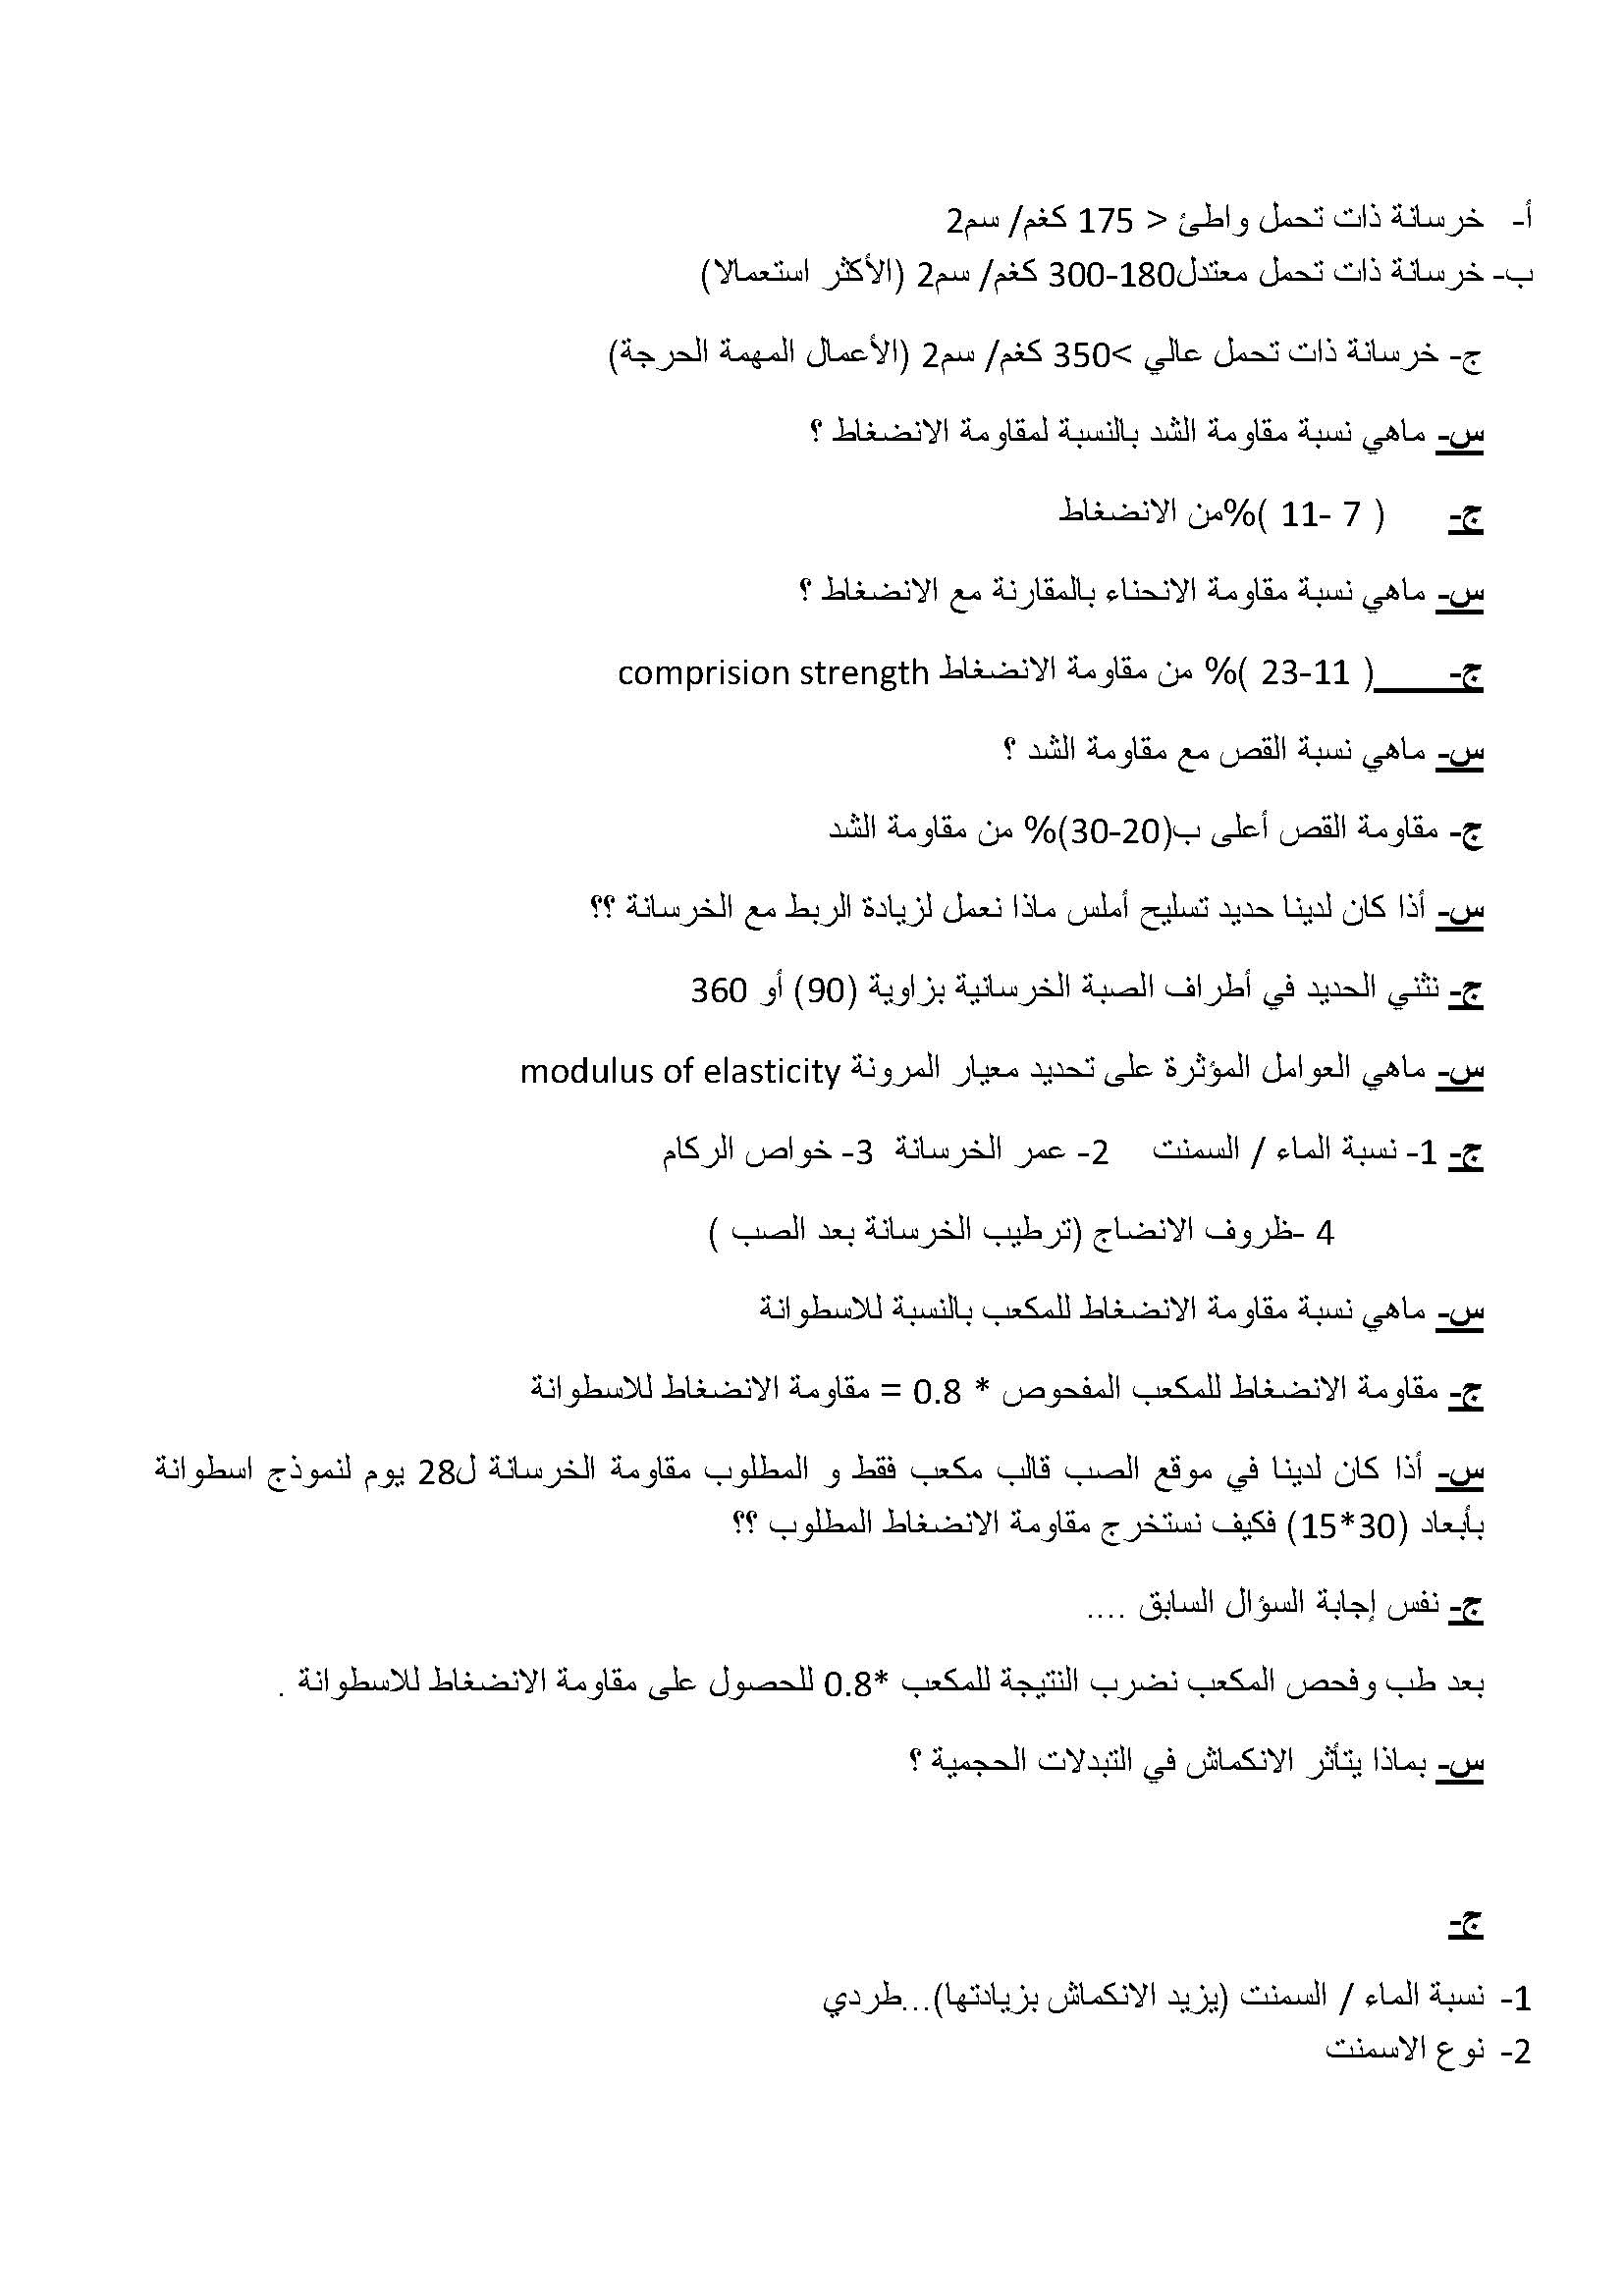 أ- خرسانة ذات تحمل واطئ < 175 كغم/ سم2
ب- خرسانة ذات تحمل معتدل180-300 كغم/ سم2 (الأكثر استعمالا)
ج- خرسانة ذات تحمل عالي >350 كغم/ سم2 (الأعمال المهمة الحرجة)
س- ماهي نسبة مقاومة الشد بالنسبة لمقاومة الانضغاط ؟
ج- ( 7 -11 )%من الانضغاط
س- ماهي نسبة مقاومة الانحناء بالمقارنة مع الانضغاط ؟
ج- ( 11-23 )% من مقاومة الانضغاط comprision strength
س- ماهي نسبة القص مع مقاومة الشد ؟
ج- مقاومة القص أعلى ب(20-30)% من مقاومة الشد
س- أذا كان لدينا حديد تسليح أملس ماذا نعمل لزيادة الربط مع الخرسانة ؟؟
ج- نثني الحديد في أطراف الصبة الخرسانية بزاوية (90) أو 360
س- ماهي العوامل المؤثرة على تحديد معيار المرونة modulus of elasticity
ج- 1- نسبة الماء / السمنت 2- عمر الخرسانة 3- خواص الركام
4 -ظروف الانضاج (ترطيب الخرسانة بعد الصب )
س- ماهي نسبة مقاومة الانضغاط للمكعب بالنسبة للاسطوانة
ج- مقاومة الانضغاط للمكعب المفحوص * 0.8 = مقاومة الانضغاط للاسطوانة
س- أذا كان لدينا في موقع الصب قالب مكعب فقط و المطلوب مقاومة الخرسانة ل28 يوم لنموذج اسطوانة
بأبعاد (30*15) فكيف نستخرج مقاومة الانضغاط المطلوب ؟؟
ج- نفس إجابة السؤال السابق ....
بعد طب وفحص المكعب نضرب النتيجة للمكعب *0.8 للحصول على مقاومة الانضغاط للاسطوانة .
س- بماذا يتأثر الانكماش في التبدلات الحجمية ؟
ج-
1- نسبة الماء / السمنت (يزيد الانكماش بزيادتها)...طردي
2- نوع الاسمنت